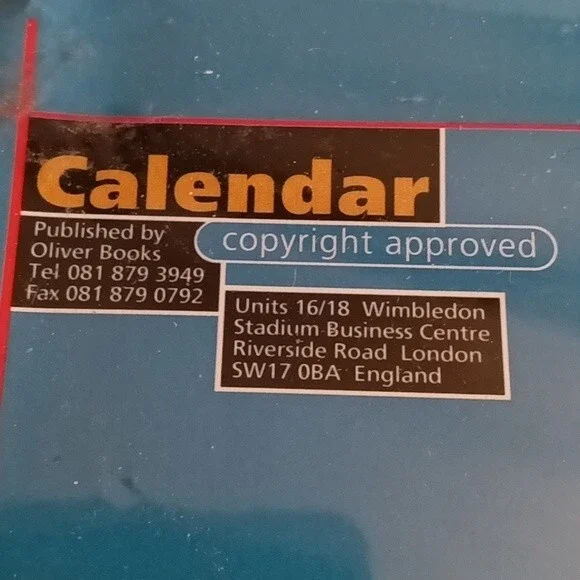 Calendar
Published by
Oliver Books
Tel 081 879 3949
Fax 081 879 0792
copyright approved
Units 16/18 Wimbledon
Stadium Business Centre
Riverside Road London
SW17 0BA England